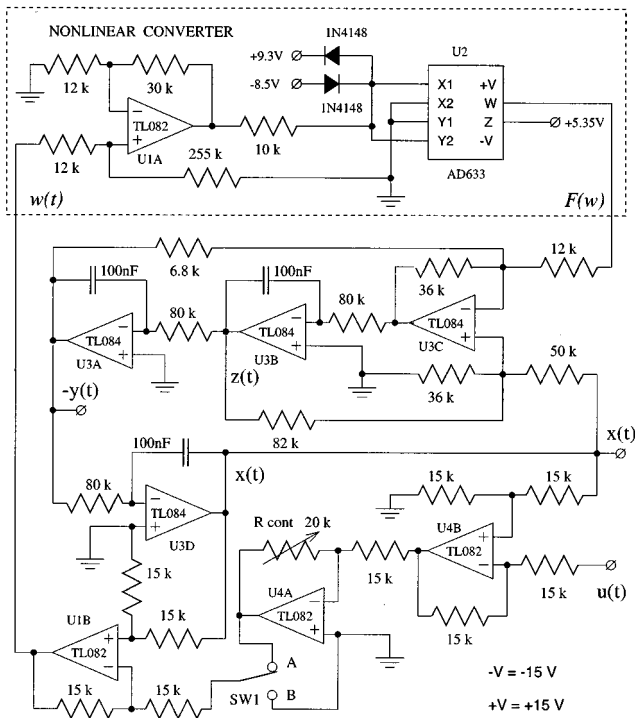 NONLINEAR CONVERTER
12 k
30 k
+9.3V
-8.5V
1N4148
1N4148
U2
X1
X2
Y1
Y2
+V
W
Z
-V
+5.35V
AD633
-
+
TL082
U1A
10 k
12 k
255 k
w(t)
F(w)
6.8 k
12 k
100nF
100nF
36 k
80 k
80 k
-
+
TL084
U3A
-
+
TL084
U3B
-
+
TL084
U3C
z(t)
-y(t)
36 k
50 k
82 k
x(t)
100nF
x(t)
80 k
-
+
TL084
U3D
15 k
15 k
R cont
20 k
U4B
-
+
TL082
15 k
15 k
u(t)
15 k
15 k
15 k
U4A
-
+
TL082
U1B
+
-
TL082
15 k
15 k
A
B
SW1
-V = -15 V
+V = +15 V